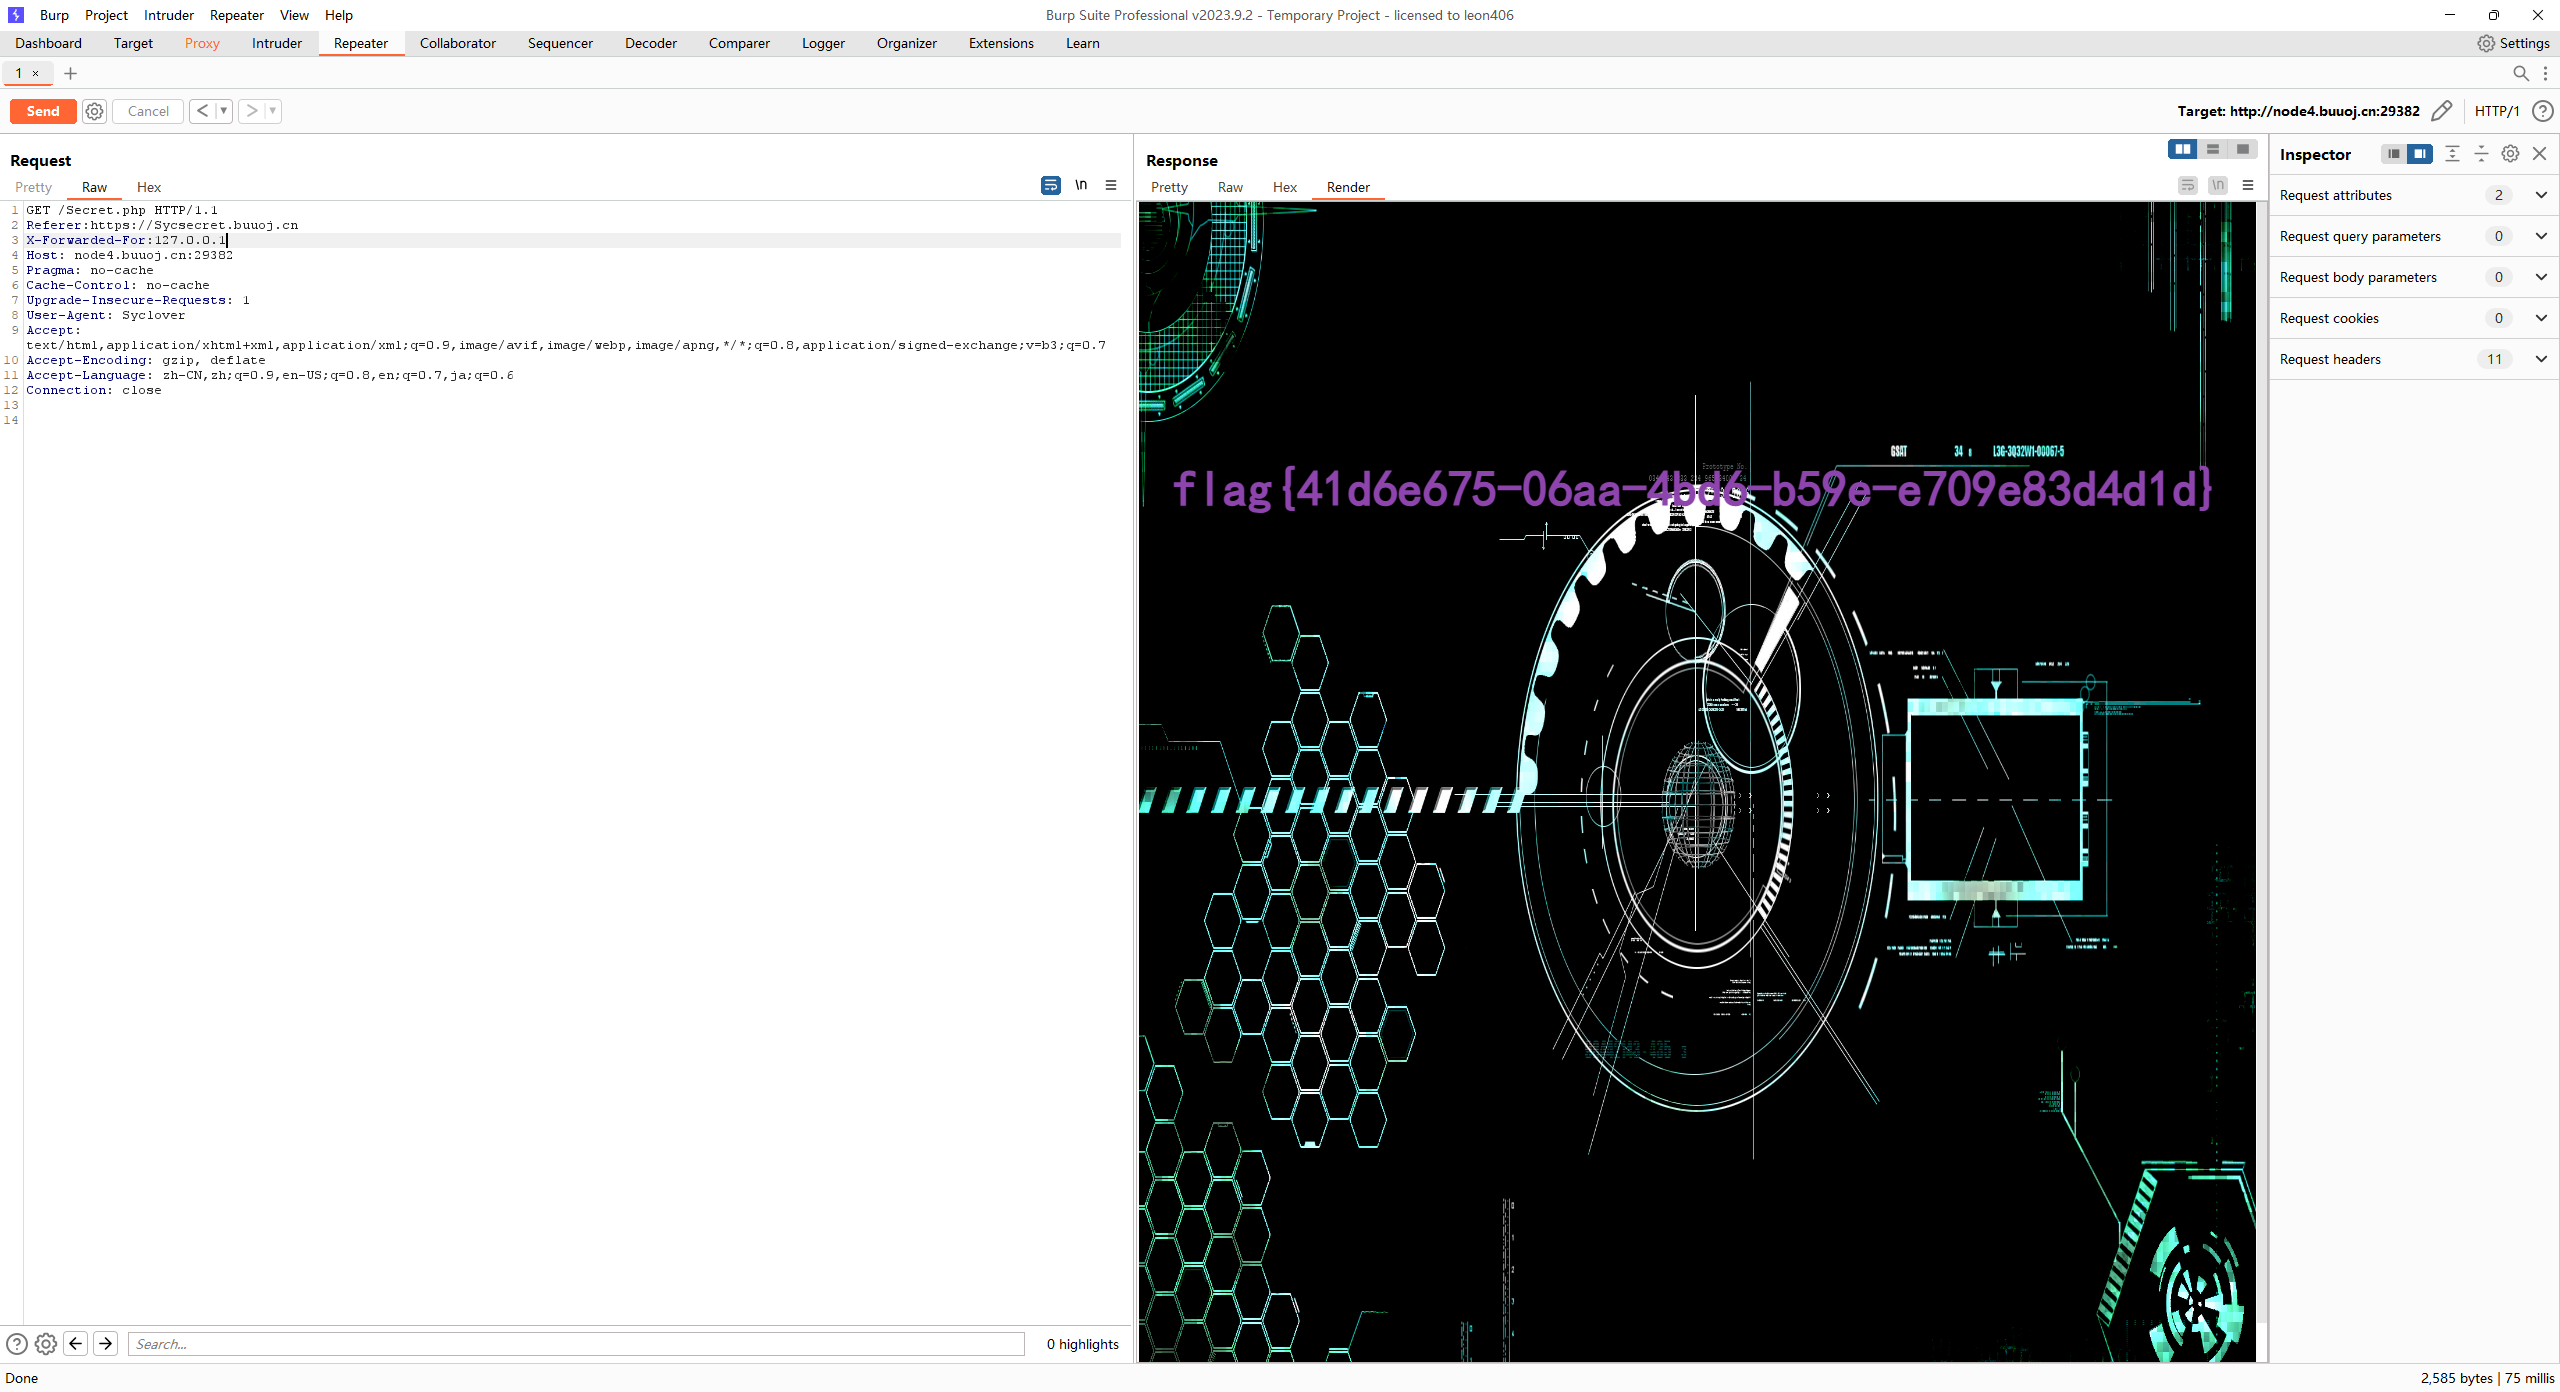 Burp Project Intruder Repeater View Help
Burp Suite Professional v2023.9.2 - Temporary Project - licensed to leon406
Dashboard Target Proxy Intruder Repeater Collaborator Sequencer Decoder Comparer Logger Organizer Extensions Learn
Settings
1 ×
Send Cancel
Target: http://node4.buuoj.cn:29382
HTTP/1
Request
Pretty Raw Hex
\n
1 GET /Secret.php HTTP/1.1
2 Referer:https://Sycsecret.buuoj.cn
3 X-Forwarded-For:127.0.0.1
4 Host: node4.buuoj.cn:29382
5 Pragma: no-cache
6 Cache-Control: no-cache
7 Upgrade-Insecure-Requests: 1
8 User-Agent: Syclover
9 Accept:
text/html,application/xhtml+xml,application/xml;q=0.9,image/avif,image/webp,image/apng,*/*;q=0.8,application/signed-exchange;v=b3;q=0.7
10 Accept-Encoding: gzip, deflate
11 Accept-Language: zh-CN,zh;q=0.9,en-US;q=0.8,en;q=0.7,ja;q=0.6
12 Connection: close
13
14
Search...
0 highlights
Response
Pretty Raw Hex Render
\n
GSAT 34 8 L3G-3Q32W1-00067-5
Prototype No.
flag{41d6e675-06aa-4bd6-b59e-e709e83d4d1d}
Inspector
Request attributes 2
Request query parameters 0
Request body parameters 0
Request cookies 0
Request headers 11
Done
2,585 bytes | 75 millis